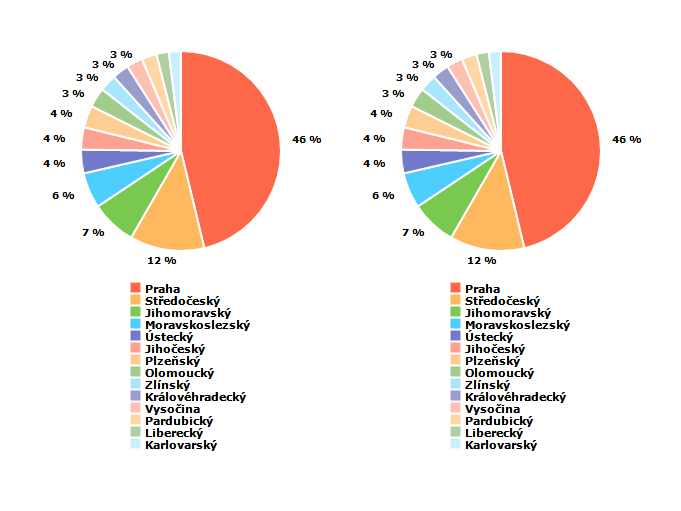 3 %
3 %
3 %
3 %
4 %
4 %
4 %
6 %
7 %
12 %
46 %
Praha
Středočeský
Jihomoravský
Moravskoslezský
Ústecký
Jihočeský
Plzeňský
Olomoucký
Zlínský
Královéhradecký
Vysočina
Pardubický
Liberecký
Karlovarský
3 %
3 %
3 %
3 %
4 %
4 %
4 %
6 %
7 %
12 %
46 %
Praha
Středočeský
Jihomoravský
Moravskoslezský
Ústecký
Jihočeský
Plzeňský
Olomoucký
Zlínský
Královéhradecký
Vysočina
Pardubický
Liberecký
Karlovarský